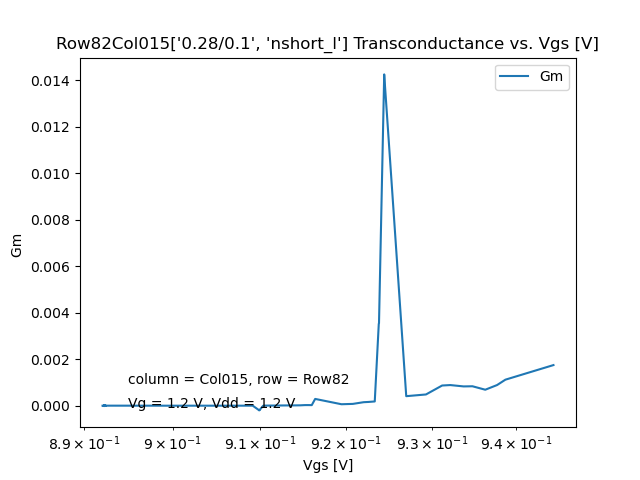 Row82Col015['0.28/0.1', 'nshort_l'] Transconductance vs. Vgs [V]
Gm
0.014
0.012
0.010
0.008
0.006
0.004
0.002
0.000
Gm
column = Col015, row = Row82
Vg = 1.2 V, Vdd = 1.2 V
8.9 × 10⁻¹ 9 × 10⁻¹ 9.1 × 10⁻¹ 9.2 × 10⁻¹ 9.3 × 10⁻¹ 9.4 × 10⁻¹
Vgs [V]